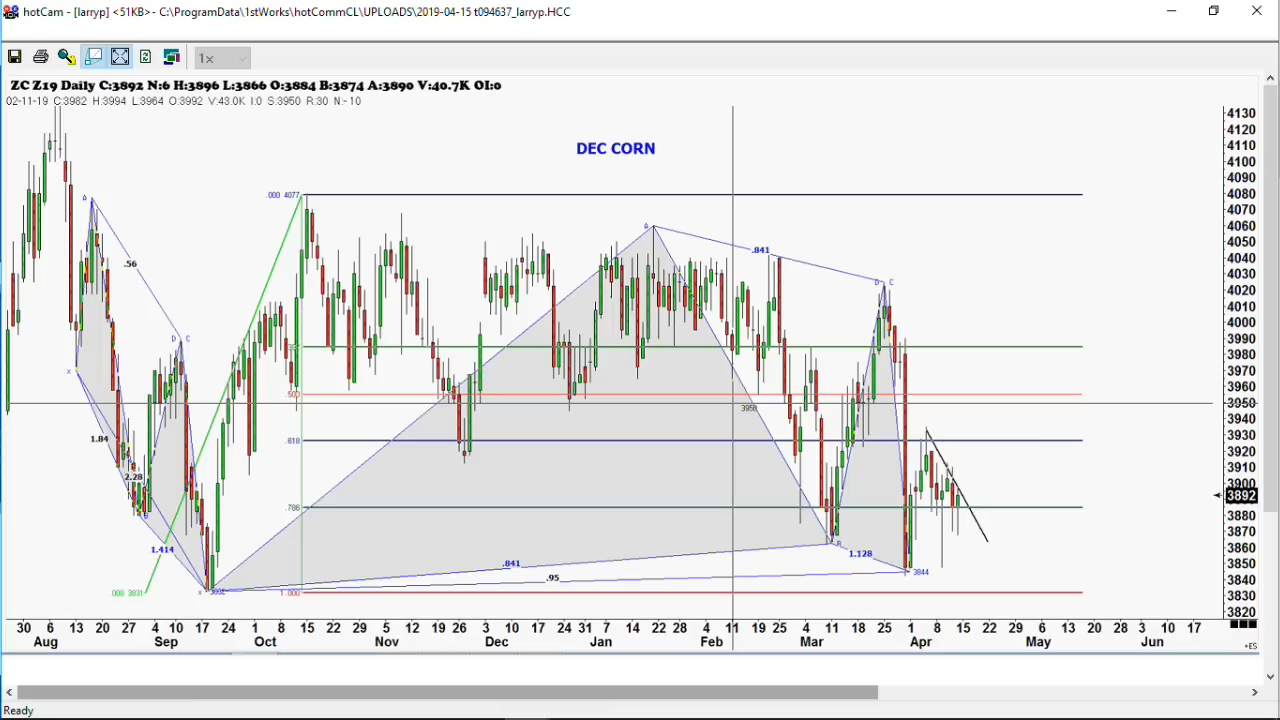 hotCam - [larryp] <51KB>- C:\ProgramData\1stWorks\hotCommCL\UPLOADS\2019-04-15 t094637_larryp.HCC
1x
ZC Z19 Daily C:3892 N:6 H:3896 L:3866 O:3884 B:3874 A:3890 V:40.7K OI:0
02-11-19 C:3982 H:3994 L:3964 O:3992 V:43.0K I:0 S:3950 R:30 N:-10
DEC CORN
4130
4120
4110
4100
4090
.000 4077
4080
A
4070
A
4060
.841
4050
.56
4040
4030
D C
4020
4010
4000
D C
3990
3980
X
3970
3960
.500
3958
3950
3940
1.84
.618
3930
3920
2.28
3910
3900
3892
.786
3880
B
3870
1.414
B
1.128
3860
.841
3850
.95
3844
3840
.000 3831
X
1.000
3830
3820
30 6 13 20 27 4 10 17 24 1 8 15 22 29 5 12 19 26 3 10 17 24 31 7 14 22 28 4 11 19 25 4 11 18 25 1 8 15 22 29 6 13 20 28 3 10 17
Aug Sep Oct Nov Dec Jan Feb Mar Apr May Jun
+ES
Ready